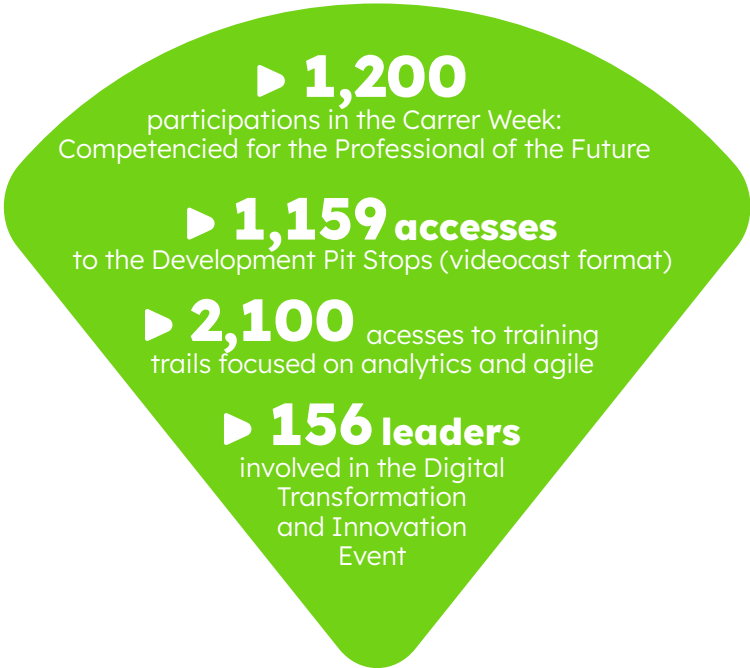 1,200
participations in the Carrer Week:
Competencied for the Professional of the Future
1,159 accesses
to the Development Pit Stops (videocast format)
2,100 acesses to training
trails focused on analytics and agile
156 leaders
involved in the Digital
Transformation
and Innovation
Event